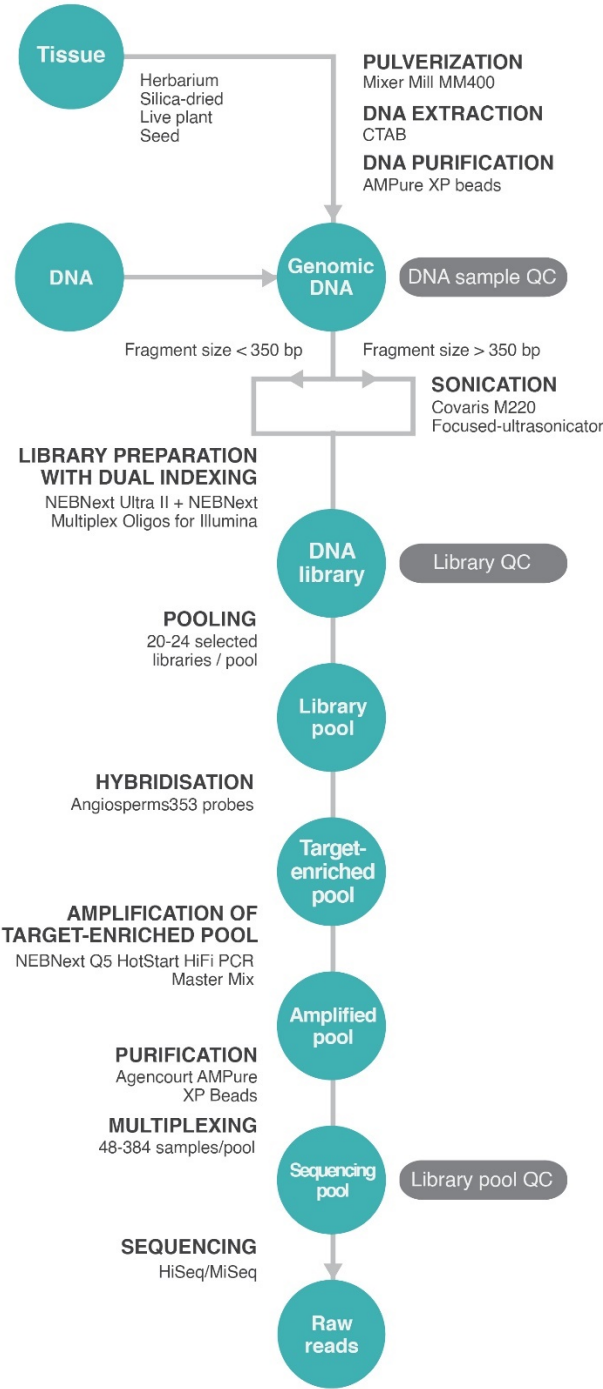 Tissue
Herbarium
Silica-dried
Live plant
Seed
PULVERIZATION
Mixer Mill MM400
DNA EXTRACTION
CTAB
DNA PURIFICATION
AMPure XP beads
DNA
Genomic
DNA
DNA sample QC
Fragment size < 350 bp
Fragment size > 350 bp
SONICATION
Covaris M220
Focused-ultrasonicator
LIBRARY PREPARATION
WITH DUAL INDEXING
NEBNext Ultra II + NEBNext
Multiplex Oligos for Illumina
DNA
library
Library QC
POOLING
20-24 selected
libraries / pool
Library
pool
HYBRIDISATION
Angiosperms353 probes
Target-
enriched
pool
AMPLIFICATION OF
TARGET-ENRICHED POOL
NEBNext Q5 HotStart HiFi PCR
Master Mix
Amplified
pool
PURIFICATION
Agencourt AMPure
XP Beads
MULTIPLEXING
48-384 samples/pool
Sequencing
pool
Library pool QC
SEQUENCING
HiSeq/MiSeq
Raw
reads